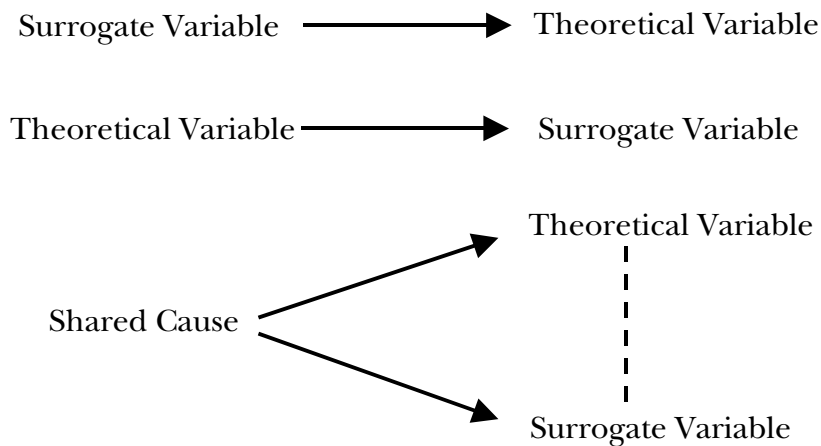 Surrogate Variable Theoretical Variable
Theoretical Variable Surrogate Variable
Theoretical Variable
Shared Cause
Surrogate Variable